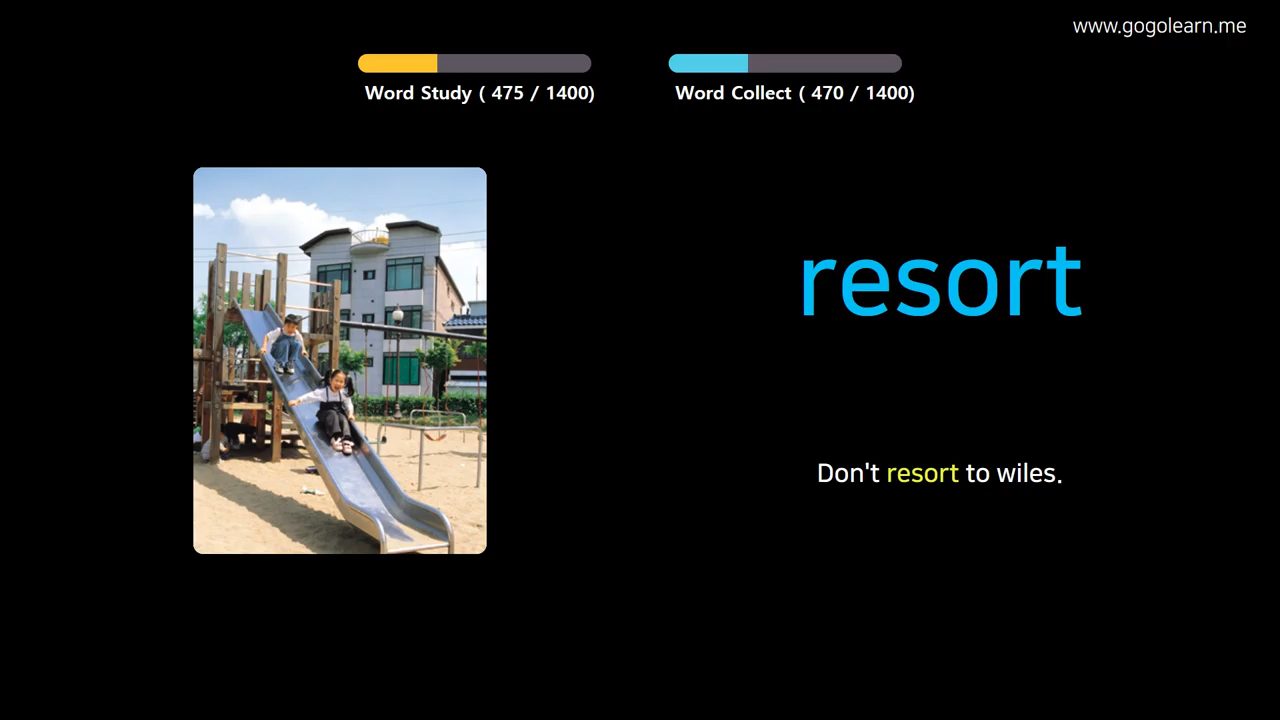 www.gogolearn.me
Word Study ( 475 / 1400)
Word Collect ( 470 / 1400)
resort
Don't resort to wiles.